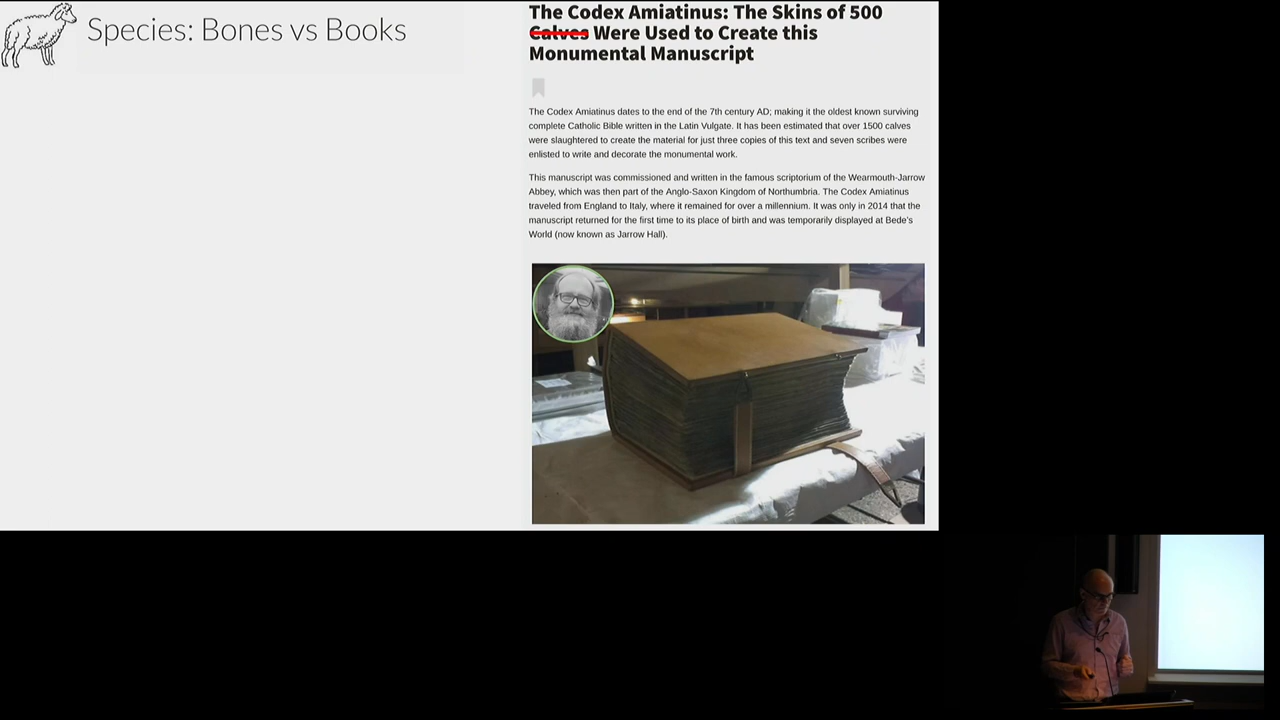 Species: Bones vs Books
The Codex Amiatinus: The Skins of 500
Calves Were Used to Create this
Monumental Manuscript
The Codex Amiatinus dates to the end of the 7th century AD; making it the oldest known surviving
complete Catholic Bible written in the Latin Vulgate. It has been estimated that over 1500 calves
were slaughtered to create the material for just three copies of this text and seven scribes were
enlisted to write and decorate the monumental work.
This manuscript was commissioned and written in the famous scriptorium of the Wearmouth-Jarrow
Abbey, which was then part of the Anglo-Saxon Kingdom of Northumbria. The Codex Amiatinus
traveled from England to Italy, where it remained for over a millennium. It was only in 2014 that the
manuscript returned for the first time to its place of birth and was temporarily displayed at Bede's
World (now known as Jarrow Hall).